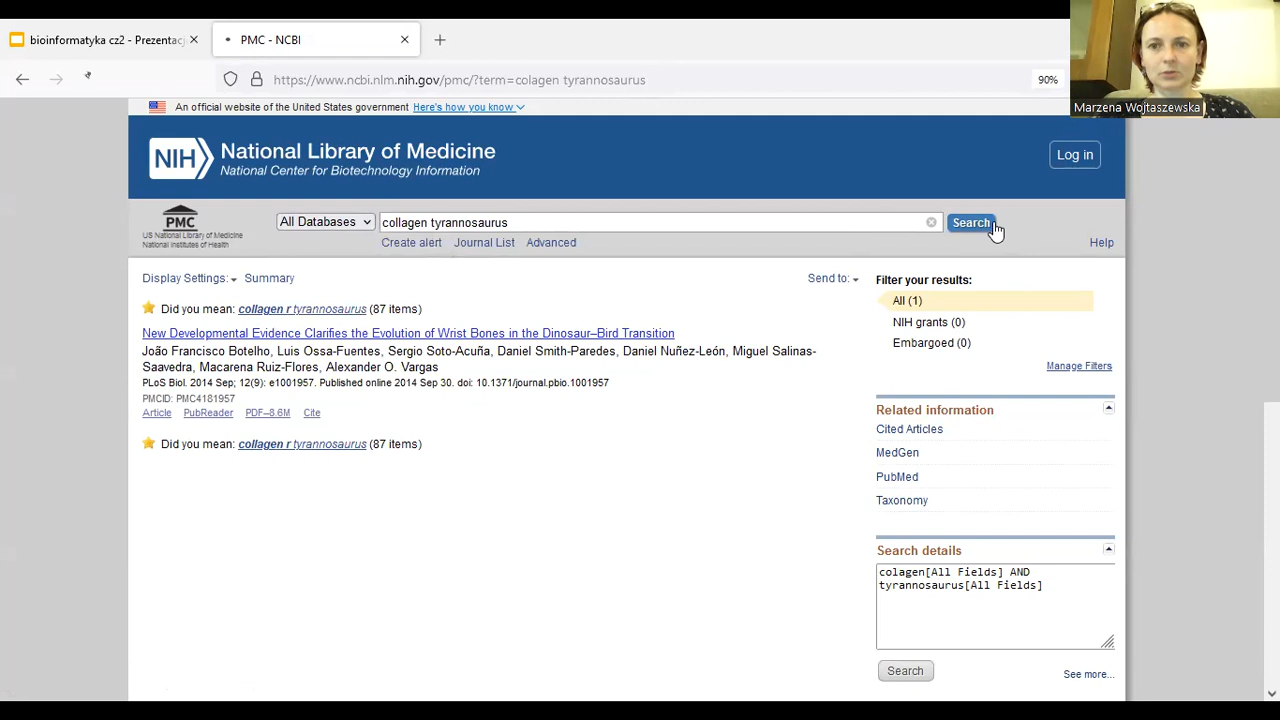 bioinformatyka cz2 - Prezentacj
PMC - NCBI
https://www.ncbi.nlm.nih.gov/pmc/?term=colagen tyrannosaurus
90%
Marzena Wojtaszewska
An official website of the United States government Here's how you know
NIH
National Library of Medicine
National Center for Biotechnology Information
Log in
PMC
US National Library of Medicine
National Institutes of Health
All Databases
collagen tyrannosaurus
Search
Create alert Journal List Advanced
Help
Display Settings: Summary
Send to:
Did you mean: collagen r tyrannosaurus (87 items)
New Developmental Evidence Clarifies the Evolution of Wrist Bones in the Dinosaur–Bird Transition
João Francisco Botelho, Luis Ossa-Fuentes, Sergio Soto-Acuña, Daniel Smith-Paredes, Daniel Nuñez-León, Miguel Salinas-
Saavedra, Macarena Ruiz-Flores, Alexander O. Vargas
PLoS Biol. 2014 Sep; 12(9): e1001957. Published online 2014 Sep 30. doi: 10.1371/journal.pbio.1001957
PMCID: PMC4181957
Article PubReader PDF–8.6M Cite
Did you mean: collagen r tyrannosaurus (87 items)
Filter your results:
All (1)
NIH grants (0)
Embargoed (0)
Manage Filters
Related information
Cited Articles
MedGen
PubMed
Taxonomy
Search details
colagen[All Fields] AND
tyrannosaurus[All Fields]
Search
See more...